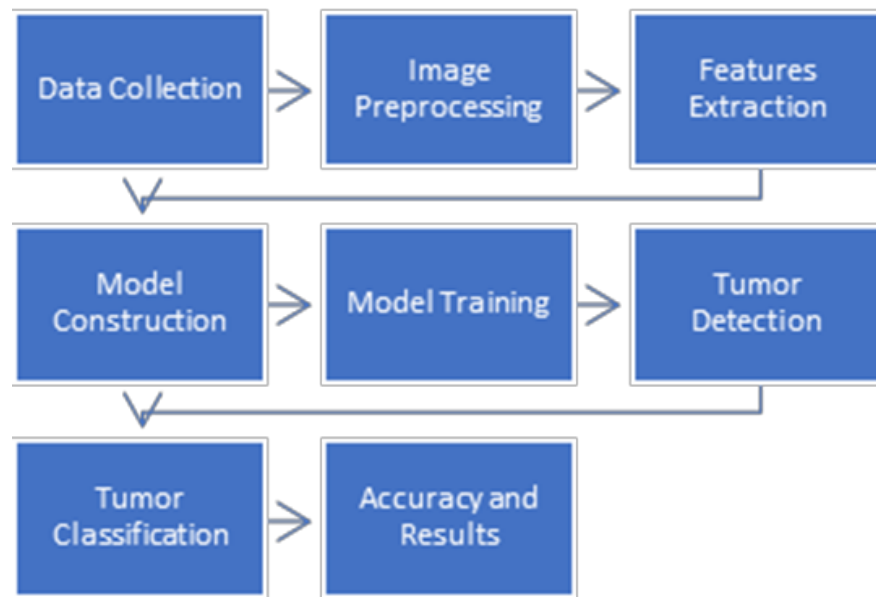 Data Collection
Image
Preprocessing
Features
Extraction
Model
Construction
Model Training
Tumor
Detection
Tumor
Classification
Accuracy and
Results